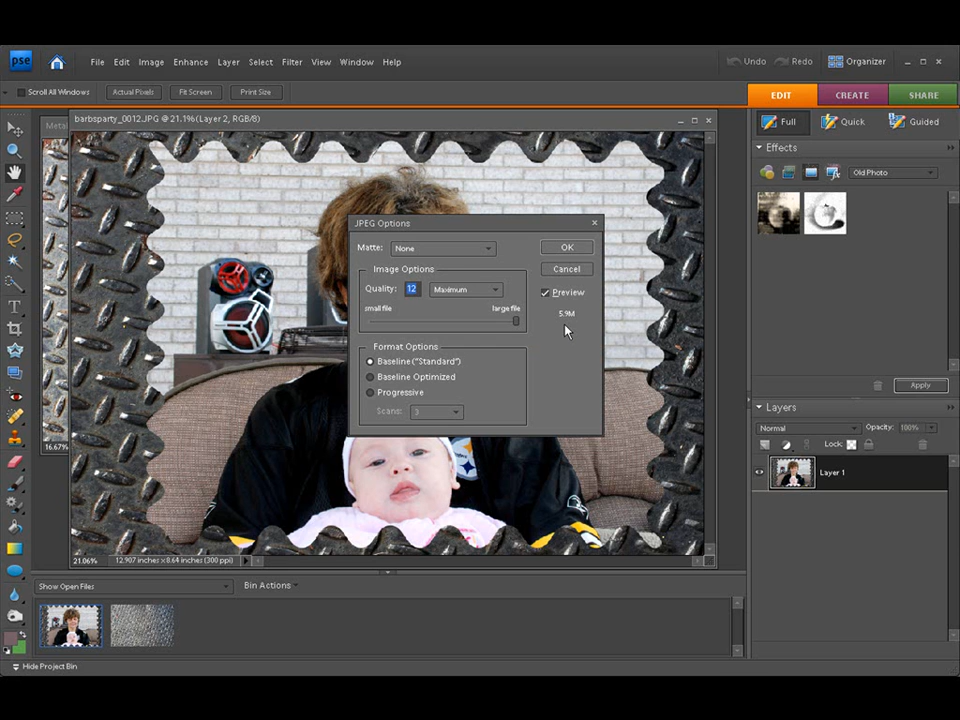 pse File Edit Image Enhance Layer Select Filter View Window Help Undo Redo Organizer
Scroll All Windows Actual Pixels Fit Screen Print Size EDIT CREATE SHARE
Metal barbsparty_0012.JPG @ 21.1%(Layer 2, RGB/8) Full Quick Guided
Effects
Old Photo
JPEG Options
Matte: None OK
Image Options Cancel
Quality: 12 Maximum Preview
small file large file 5.9M
Format Options
Baseline ("Standard")
Baseline Optimized
Progressive
Scans: 3
Apply
Layers
Normal Opacity: 100%
Lock:
Layer 1
16.67%
21.06% 12.907 inches x 8.64 inches (300 ppi)
Show Open Files Bin Actions
Hide Project Bin